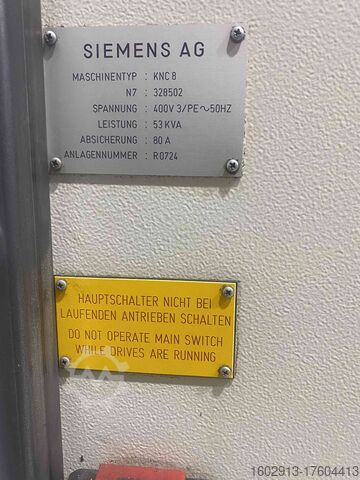 SIEMENS AG
MASCHINENTYP : KNC 8
N7 : 328502
SPANNUNG : 400V 3/PE~50HZ
LEISTUNG : 53 KVA
ABSICHERUNG : 80 A
ANLAGENNUMMER : R0724
HAUPTSCHALTER NICHT BEI
LAUFENDEN ANTRIEBEN SCHALTEN
DO NOT OPERATE MAIN SWITCH
WHILE DRIVES ARE RUNNING
1602913-17604413